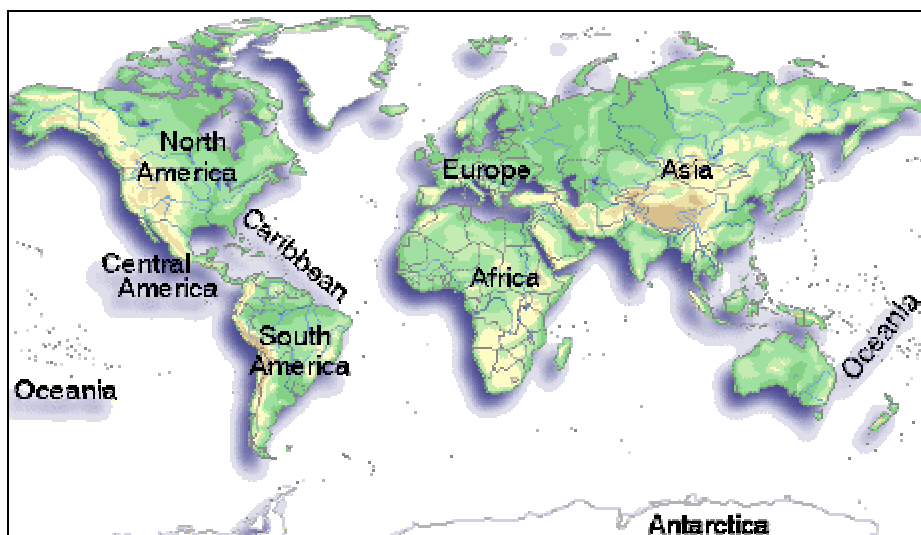 North
America
Europe
Asia
Caribbean
Central
America
Africa
South
America
Oceania
Oceania
Antarctica